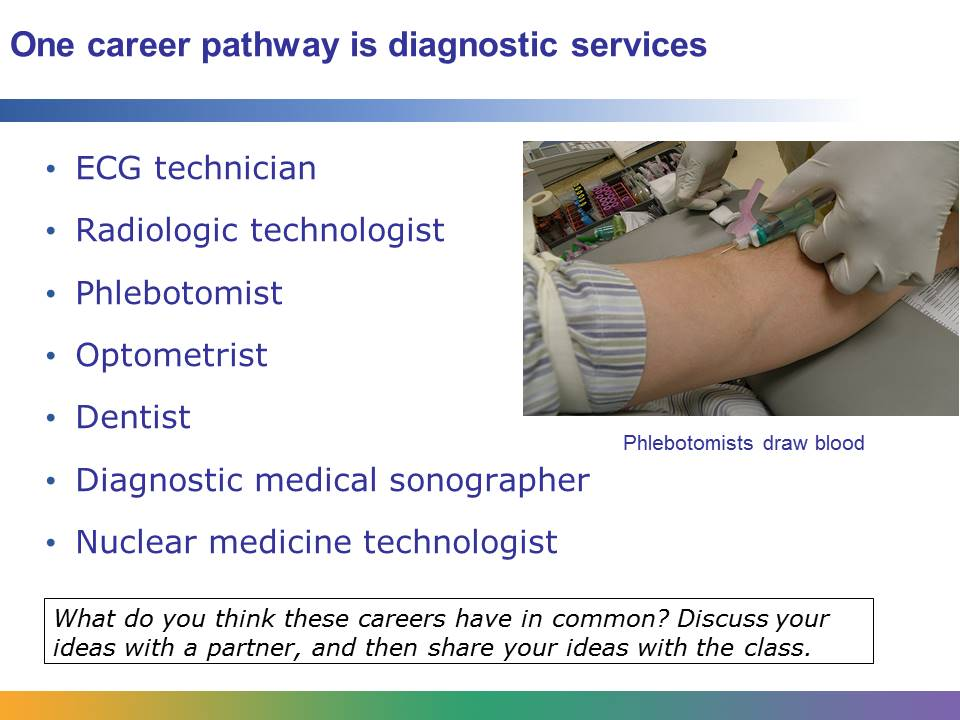 One career pathway is diagnostic services
• ECG technician
• Radiologic technologist
• Phlebotomist
• Optometrist
• Dentist
• Diagnostic medical sonographer
• Nuclear medicine technologist
Phlebotomists draw blood
What do you think these careers have in common? Discuss your
ideas with a partner, and then share your ideas with the class.